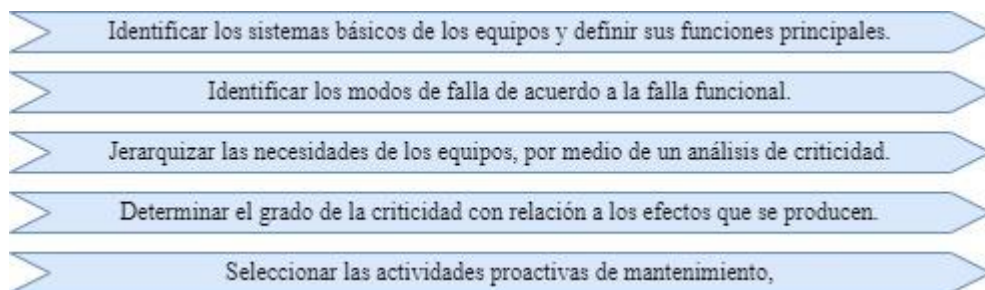 Identificar los sistemas básicos de los equipos y definir sus funciones principales.
Identificar los modos de falla de acuerdo a la falla funcional.
Jerarquizar las necesidades de los equipos, por medio de un análisis de criticidad.
Determinar el grado de la criticidad con relación a los efectos que se producen.
Seleccionar las actividades proactivas de mantenimiento,